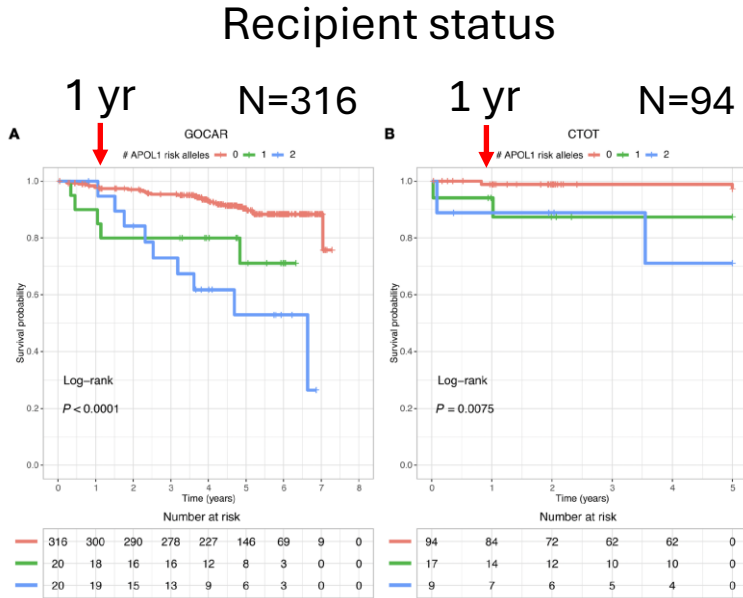 Recipient status
1 yr N=316
A GOCAR
# APOL1 risk alleles 0 1 2
1.0
0.8
0.6
0.4
0.2
0.0
Survival probability
Log-rank
P < 0.0001
0 1 2 3 4 5 6 7 8
Time (years)
Number at risk
316 300 290 278 227 146 69 9 0
20 18 16 16 12 8 3 0 0
20 19 15 13 9 6 3 0 0
1 yr N=94
B CTOT
# APOL1 risk alleles 0 1 2
1.0
0.8
0.6
0.4
0.2
0.0
Survival probability
Log-rank
P = 0.0075
0 1 2 3 4 5
Time (years)
Number at risk
94 84 72 62 62 0
17 14 12 10 10 0
9 7 6 5 4 0